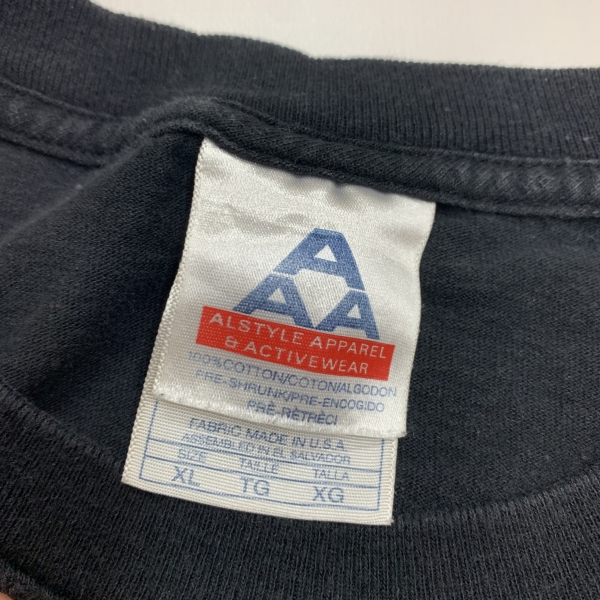 A
A A
ALSTYLE APPAREL
& ACTIVEWEAR
100% COTTON/COTON/ALGODON
PRE-SHRUNK/PRE-ENCOGIDO
PRÉ-RÉTRÉCI
FABRIC MADE IN U.S.A.
ASSEMBLED IN EL SALVADOR
SIZE TAILLE TALLA
XL TG XG